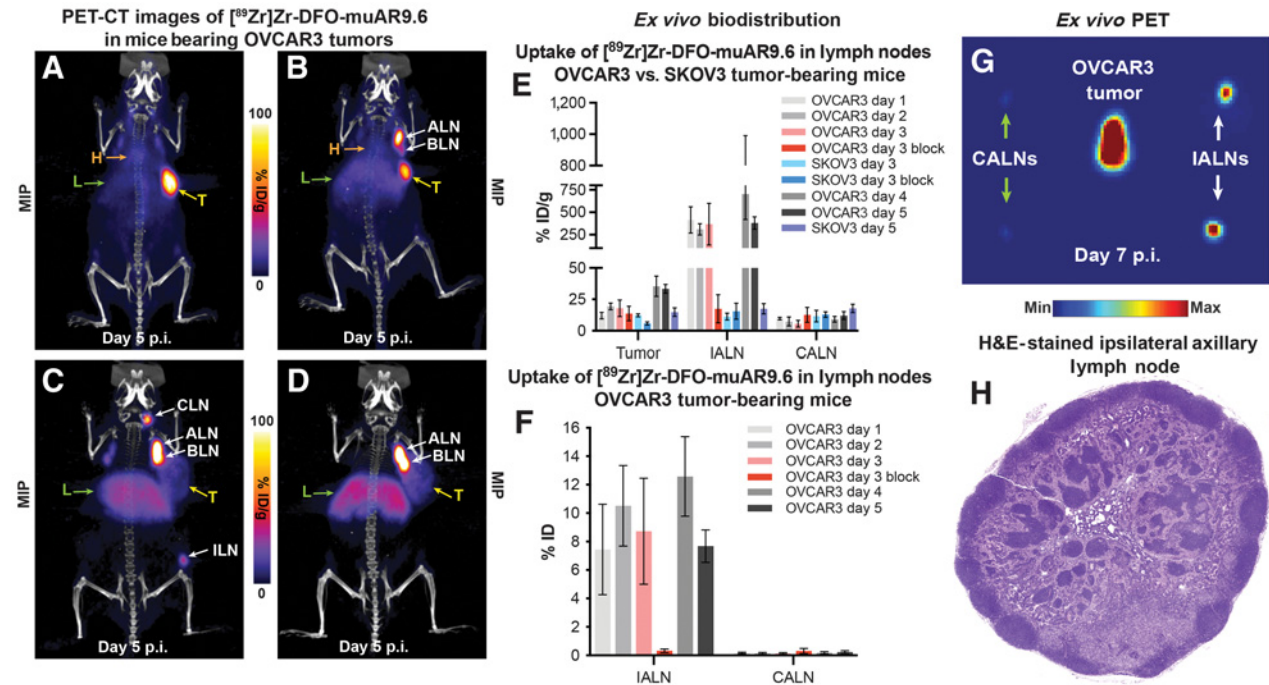 PET-CT images of [⁸⁹Zr]Zr-DFO-muAR9.6
in mice bearing OVCAR3 tumors
A
H
L
T
MIP
Day 5 p.i.
100
% ID/g
0
B
ALN
BLN
H
L
T
MIP
Day 5 p.i.
C
CLN
ALN
BLN
L
T
ILN
MIP
Day 5 p.i.
100
% ID/g
0
D
ALN
BLN
L
T
MIP
Day 5 p.i.
Ex vivo biodistribution
Uptake of [⁸⁹Zr]Zr-DFO-muAR9.6 in lymph nodes
OVCAR3 vs. SKOV3 tumor-bearing mice
E
% ID/g
1,200
1,000
800
750
500
250
50
25
0
Tumor
IALN
CALN
OVCAR3 day 1
OVCAR3 day 2
OVCAR3 day 3
OVCAR3 day 3 block
SKOV3 day 3
SKOV3 day 3 block
OVCAR3 day 4
OVCAR3 day 5
SKOV3 day 5
Uptake of [⁸⁹Zr]Zr-DFO-muAR9.6 in lymph nodes
OVCAR3 tumor-bearing mice
F
% ID
16
14
12
10
8
6
4
2
0
IALN
CALN
OVCAR3 day 1
OVCAR3 day 2
OVCAR3 day 3
OVCAR3 day 3 block
OVCAR3 day 4
OVCAR3 day 5
Ex vivo PET
G
OVCAR3
tumor
CALNs
IALNs
Day 7 p.i.
Min
Max
H&E-stained ipsilateral axillary
lymph node
H